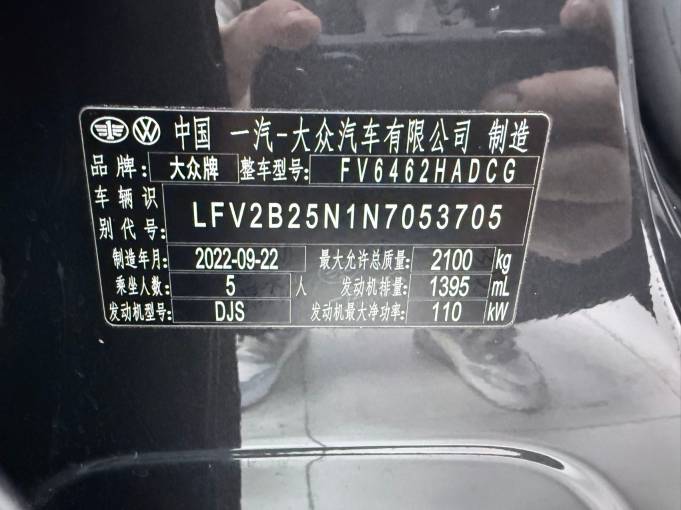 中国 一汽-大众汽车有限公司 制造
品牌: 大众牌 整车型号: FV6462HADCG
车辆识别代号: LFV2B25N1N7053705
制造年月: 2022-09-22 最大允许总质量: 2100 kg
乘坐人数: 5 人 发动机排量: 1395 mL
发动机型号: DJS 发动机最大净功率: 110 kW